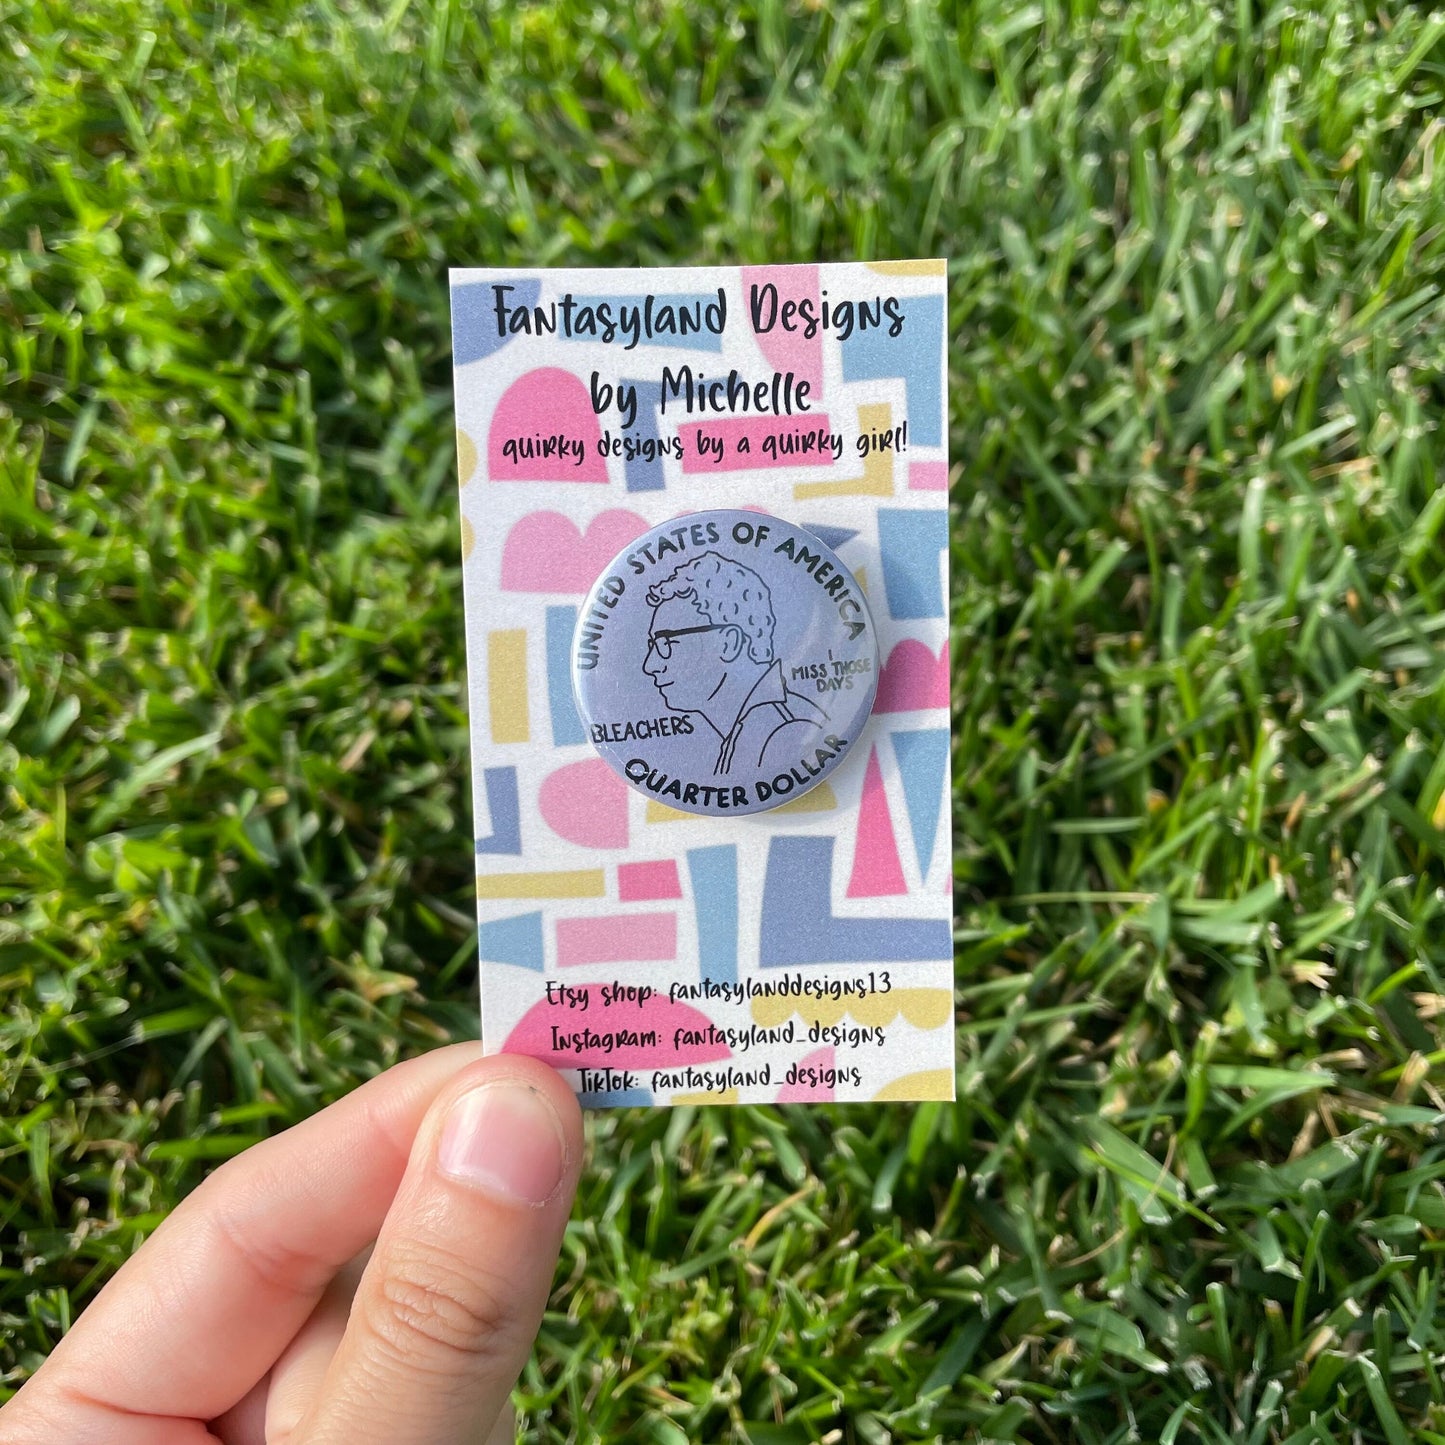 Fantasyland Designs
by Michelle
quirky designs by a quirky girl!
UNITED STATES OF AMERICA
I
MISS THOSE
DAYS
BLEACHERS
QUARTER DOLLAR
Etsy shop: fantasylanddesigns13
Instagram: fantasyland_designs
TikTok: fantasyland_designs